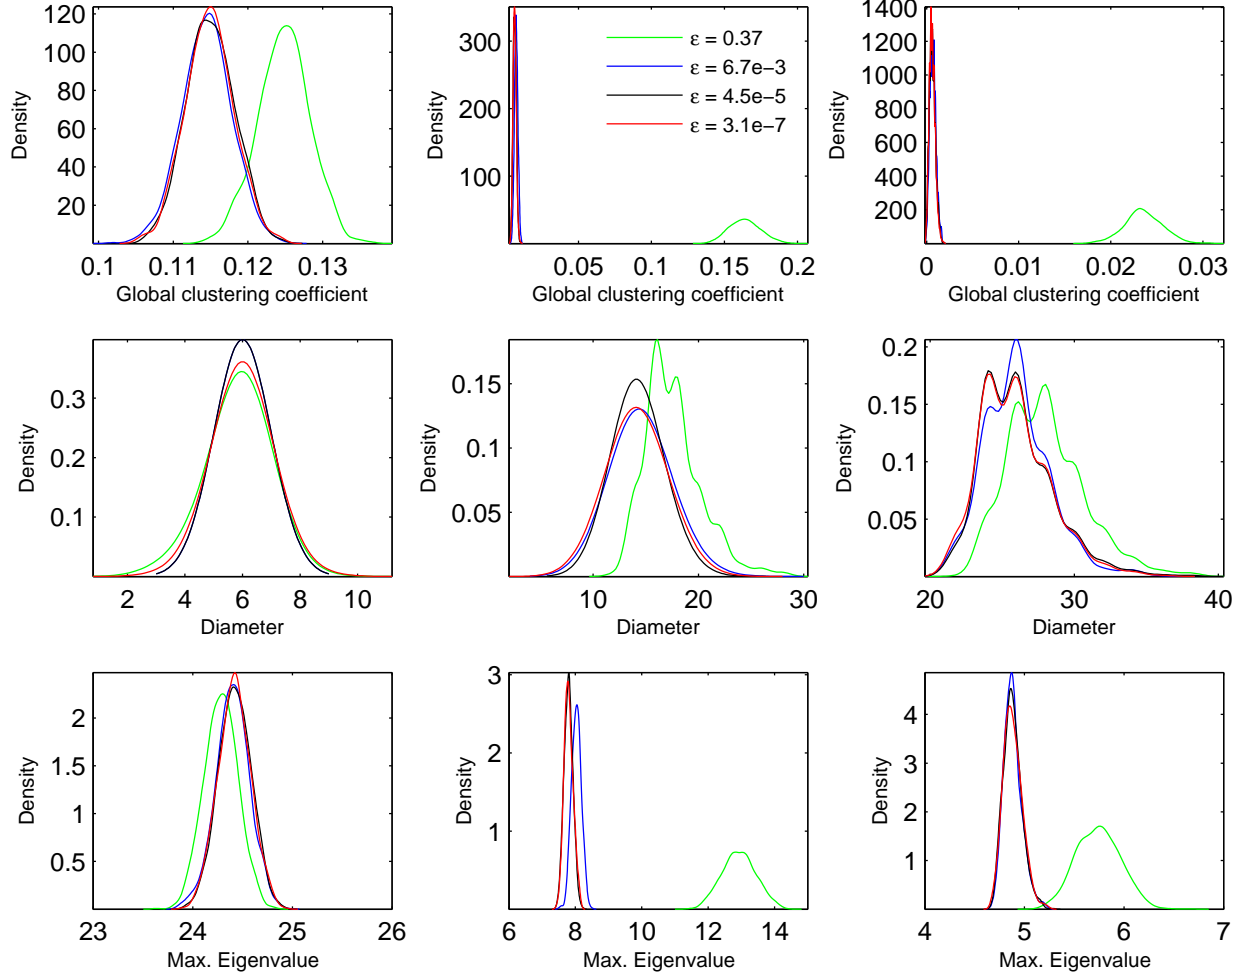 120
100
80
60
40
20
Density
0.1 0.11 0.12 0.13
Global clustering coefficient
300
200
100
Density
ε = 0.37
ε = 6.7e−3
ε = 4.5e−5
ε = 3.1e−7
0.05 0.1 0.15 0.2
Global clustering coefficient
1400
1200
1000
800
600
400
200
Density
0 0.01 0.02 0.03
Global clustering coefficient
0.3
0.2
0.1
Density
2 4 6 8 10
Diameter
0.15
0.1
0.05
Density
10 20 30
Diameter
0.2
0.15
0.1
0.05
Density
20 30 40
Diameter
2
1.5
1
0.5
Density
23 24 25 26
Max. Eigenvalue
3
2
1
Density
6 8 10 12 14
Max. Eigenvalue
4
3
2
1
Density
4 5 6 7
Max. Eigenvalue